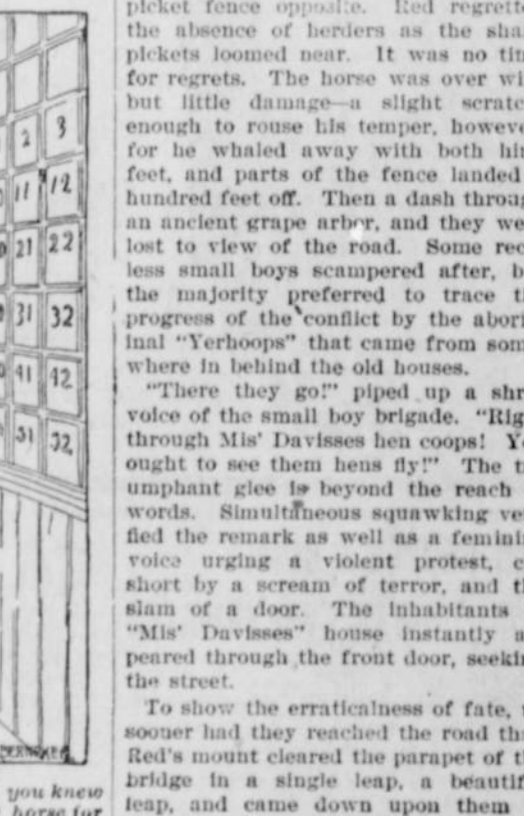 2 3
11 12
21 22
31 32
41 42
51 52
you knew
horse for
picket fence opposite. Red regrette
the absence of herders as the sha
pickets loomed near. It was no tin
for regrets. The horse was over wi
but little damage—a slight scratc
enough to rouse his temper, howeve
for he whaled away with both hin
feet, and parts of the fence landed
hundred feet off. Then a dash throug
an ancient grape arbor, and they we
lost to view of the road. Some rec
less small boys scampered after, b
the majority preferred to trace t
progress of the conflict by the abori
inal "Yerhoops" that came from som
where in behind the old houses.
"There they go!" piped up a shr
voice of the small boy brigade. "Rig
through Mis' Davisses hen coops! Y
ought to see them hens fly!" The t
umphant glee is beyond the reach
words. Simultaneous squawking ve
fied the remark as well as a femini
voice urging a violent protest, c
short by a scream of terror, and t
slam of a door. The inhabitants
"Mis' Davisses" house instantly a
peared through the front door, seekin
the street.
To show the erraticalness of fate,
sooner had they reached the road th
Red's mount cleared the parapet of t
bridge in a single leap, a beautif
leap, and came down upon them